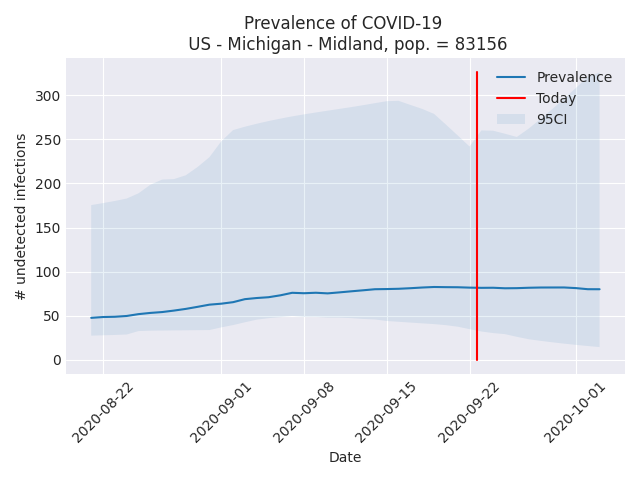 Prevalence of COVID-19
US - Michigan - Midland, pop. = 83156
Prevalence
Today
95CI
300
250
200
150
100
50
0
# undetected infections
2020-08-22
2020-09-01
2020-09-08
2020-09-15
2020-09-22
2020-10-01
Date